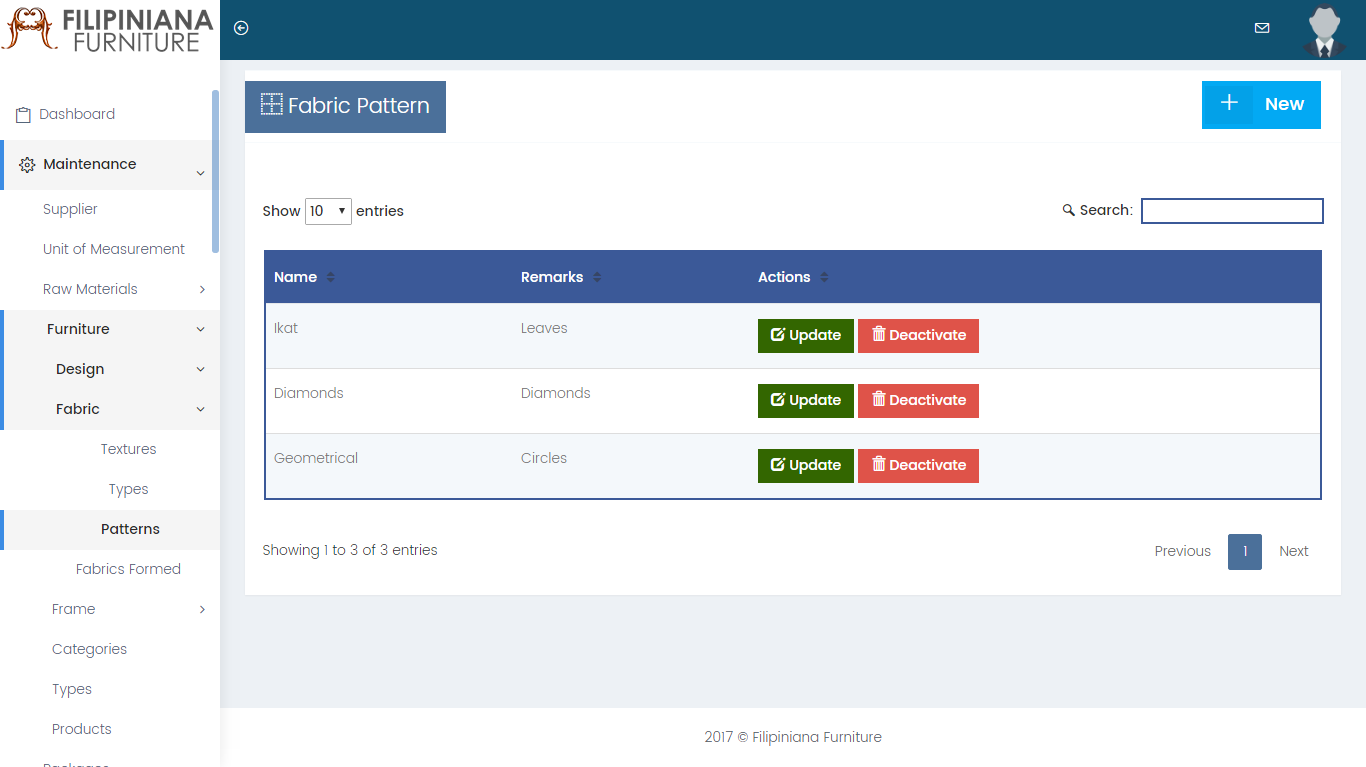 FILIPINIANA
FURNITURE
Dashboard
Maintenance
Supplier
Unit of Measurement
Raw Materials
Furniture
Design
Fabric
Textures
Types
Patterns
Fabrics Formed
Frame
Categories
Types
Products
Packages
Fabric Pattern
New
Show 10 entries
Search:
Name Remarks Actions
Ikat Leaves Update Deactivate
Diamonds Diamonds Update Deactivate
Geometrical Circles Update Deactivate
Showing 1 to 3 of 3 entries
Previous 1 Next
2017 © Filipiniana Furniture